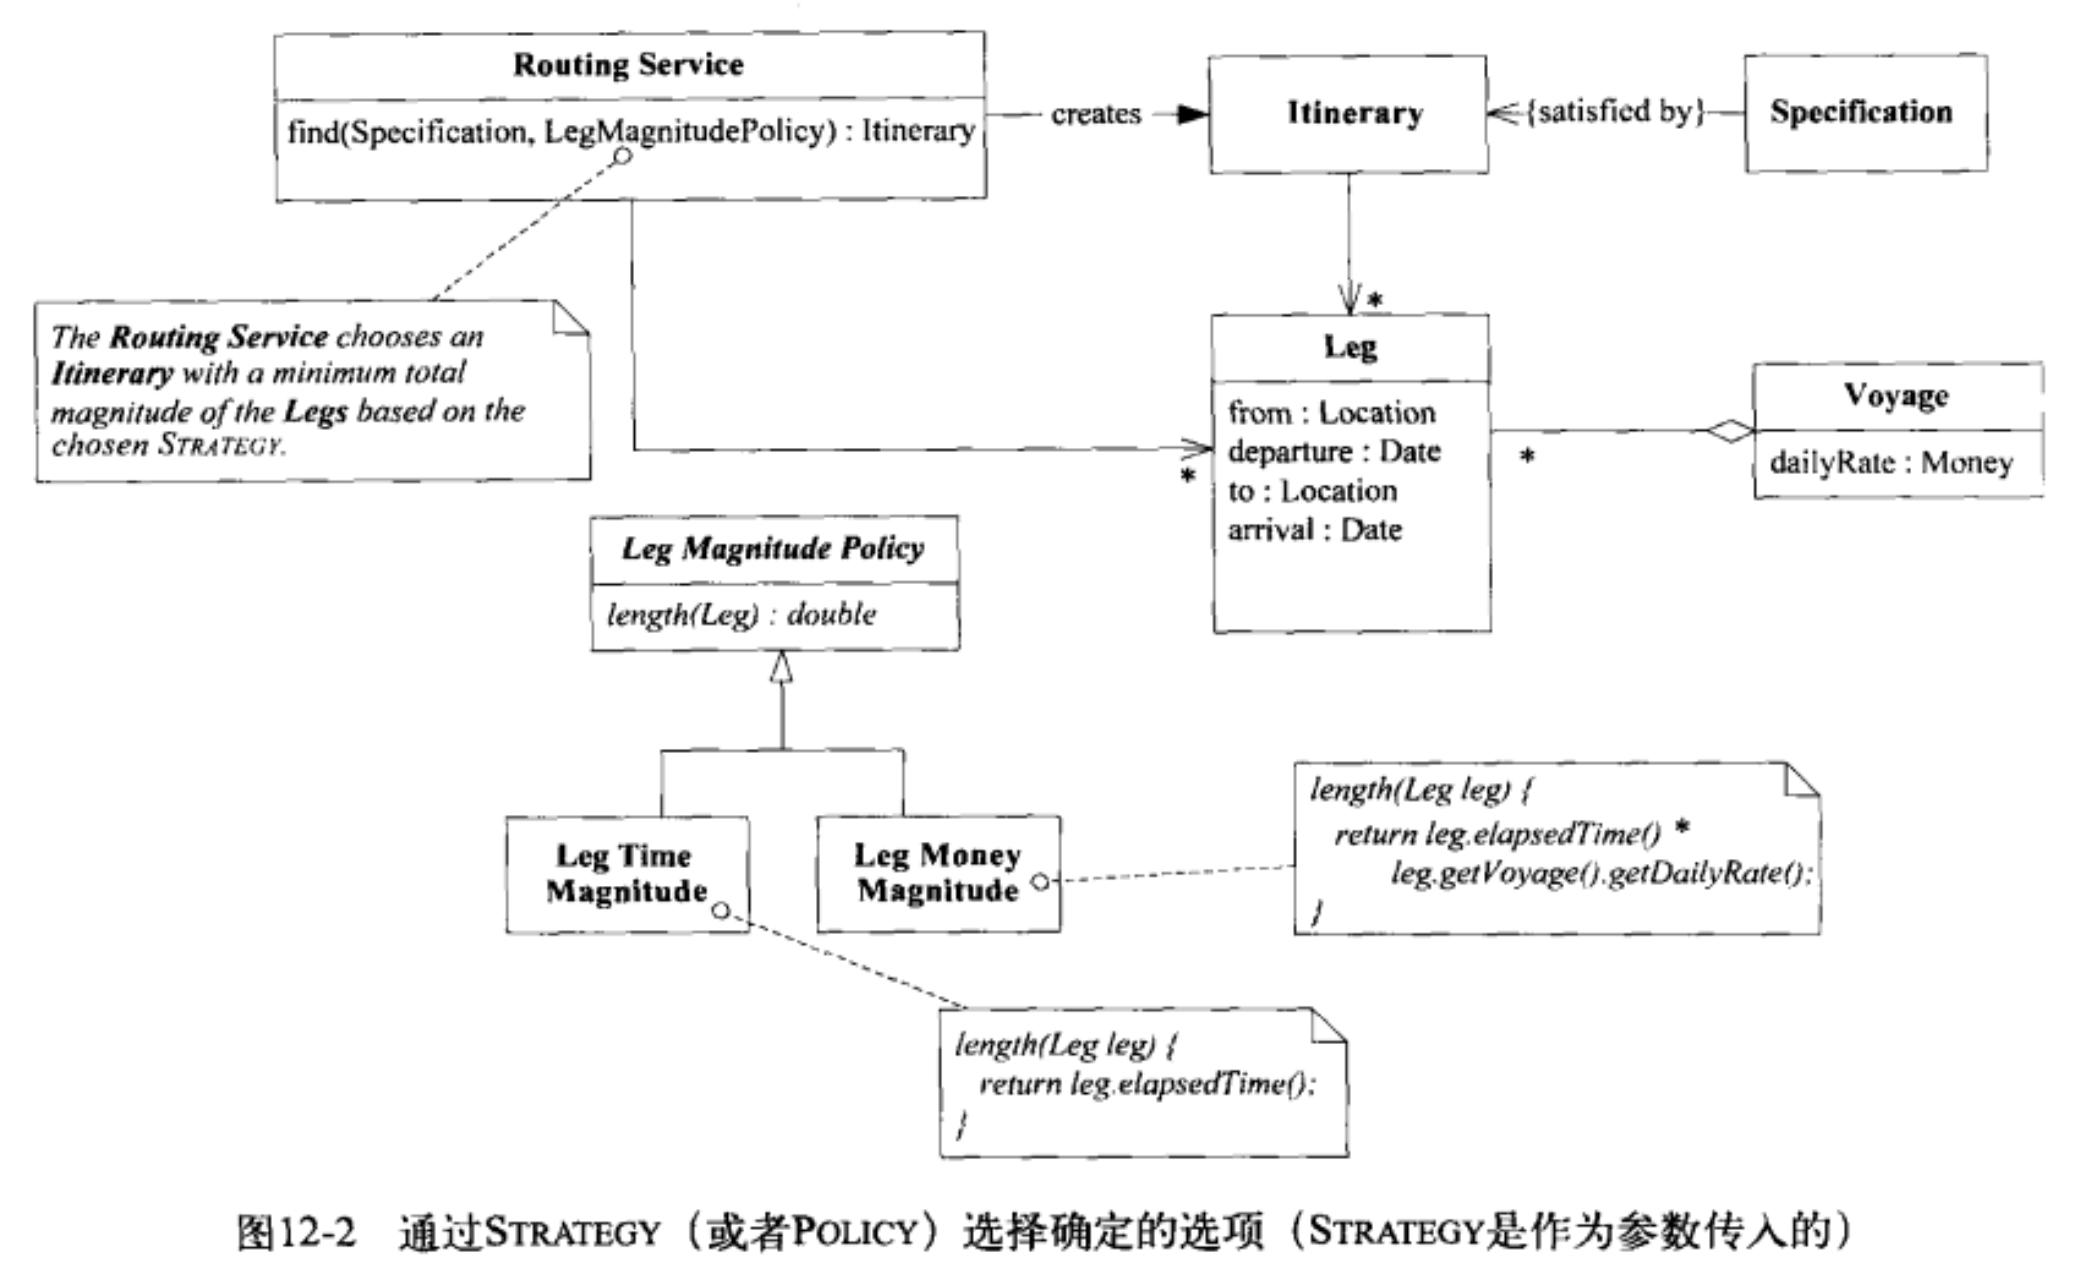 Routing Service
find(Specification, LegMagnitudePolicy) : Itinerary
creates
Itinerary
{satisfied by}
Specification
The Routing Service chooses an
Itinerary with a minimum total
magnitude of the Legs based on the
chosen STRATEGY.
*
*
Leg
from : Location
departure : Date
to : Location
arrival : Date
*
Voyage
dailyRate : Money
Leg Magnitude Policy
length(Leg) : double
Leg Time
Magnitude
Leg Money
Magnitude
length(Leg leg) {
return leg.elapsedTime() *
leg.getVoyage().getDailyRate();
}
length(Leg leg) {
return leg.elapsedTime();
}
图12-2 通过STRATEGY（或者POLICY）选择确定的选项（STRATEGY是作为参数传入的）